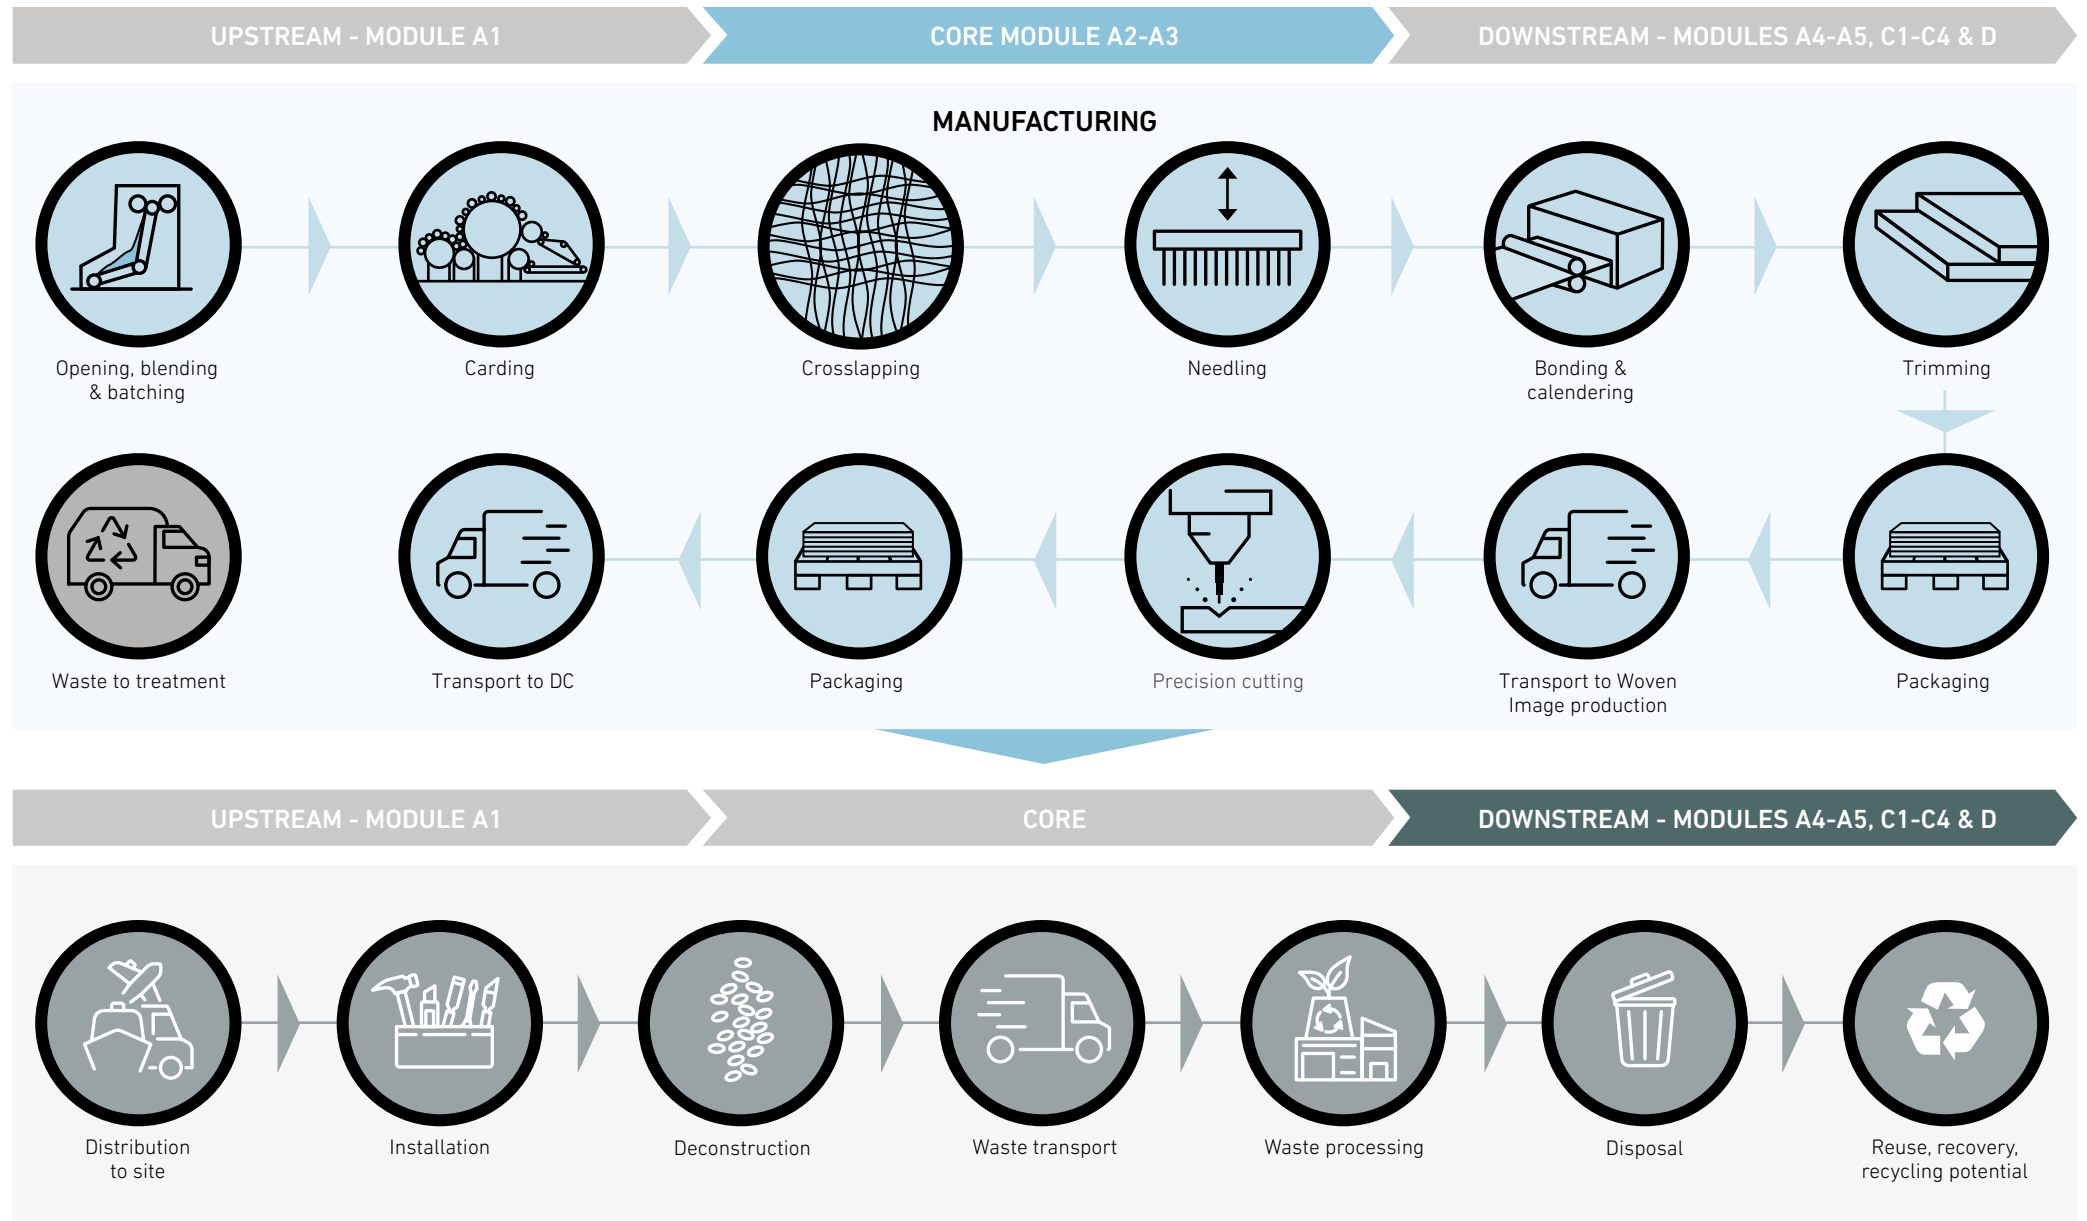 UPSTREAM - MODULE A1
CORE MODULE A2-A3
DOWNSTREAM - MODULES A4-A5, C1-C4 & D
MANUFACTURING
Opening, blending
& batching
Carding
Crosslapping
Needling
Bonding &
calendering
Trimming
Waste to treatment
Transport to DC
Packaging
Precision cutting
Transport to Woven
Image production
Packaging
UPSTREAM - MODULE A1
CORE
DOWNSTREAM - MODULES A4-A5, C1-C4 & D
Distribution
to site
Installation
Deconstruction
Waste transport
Waste processing
Disposal
Reuse, recovery,
recycling potential